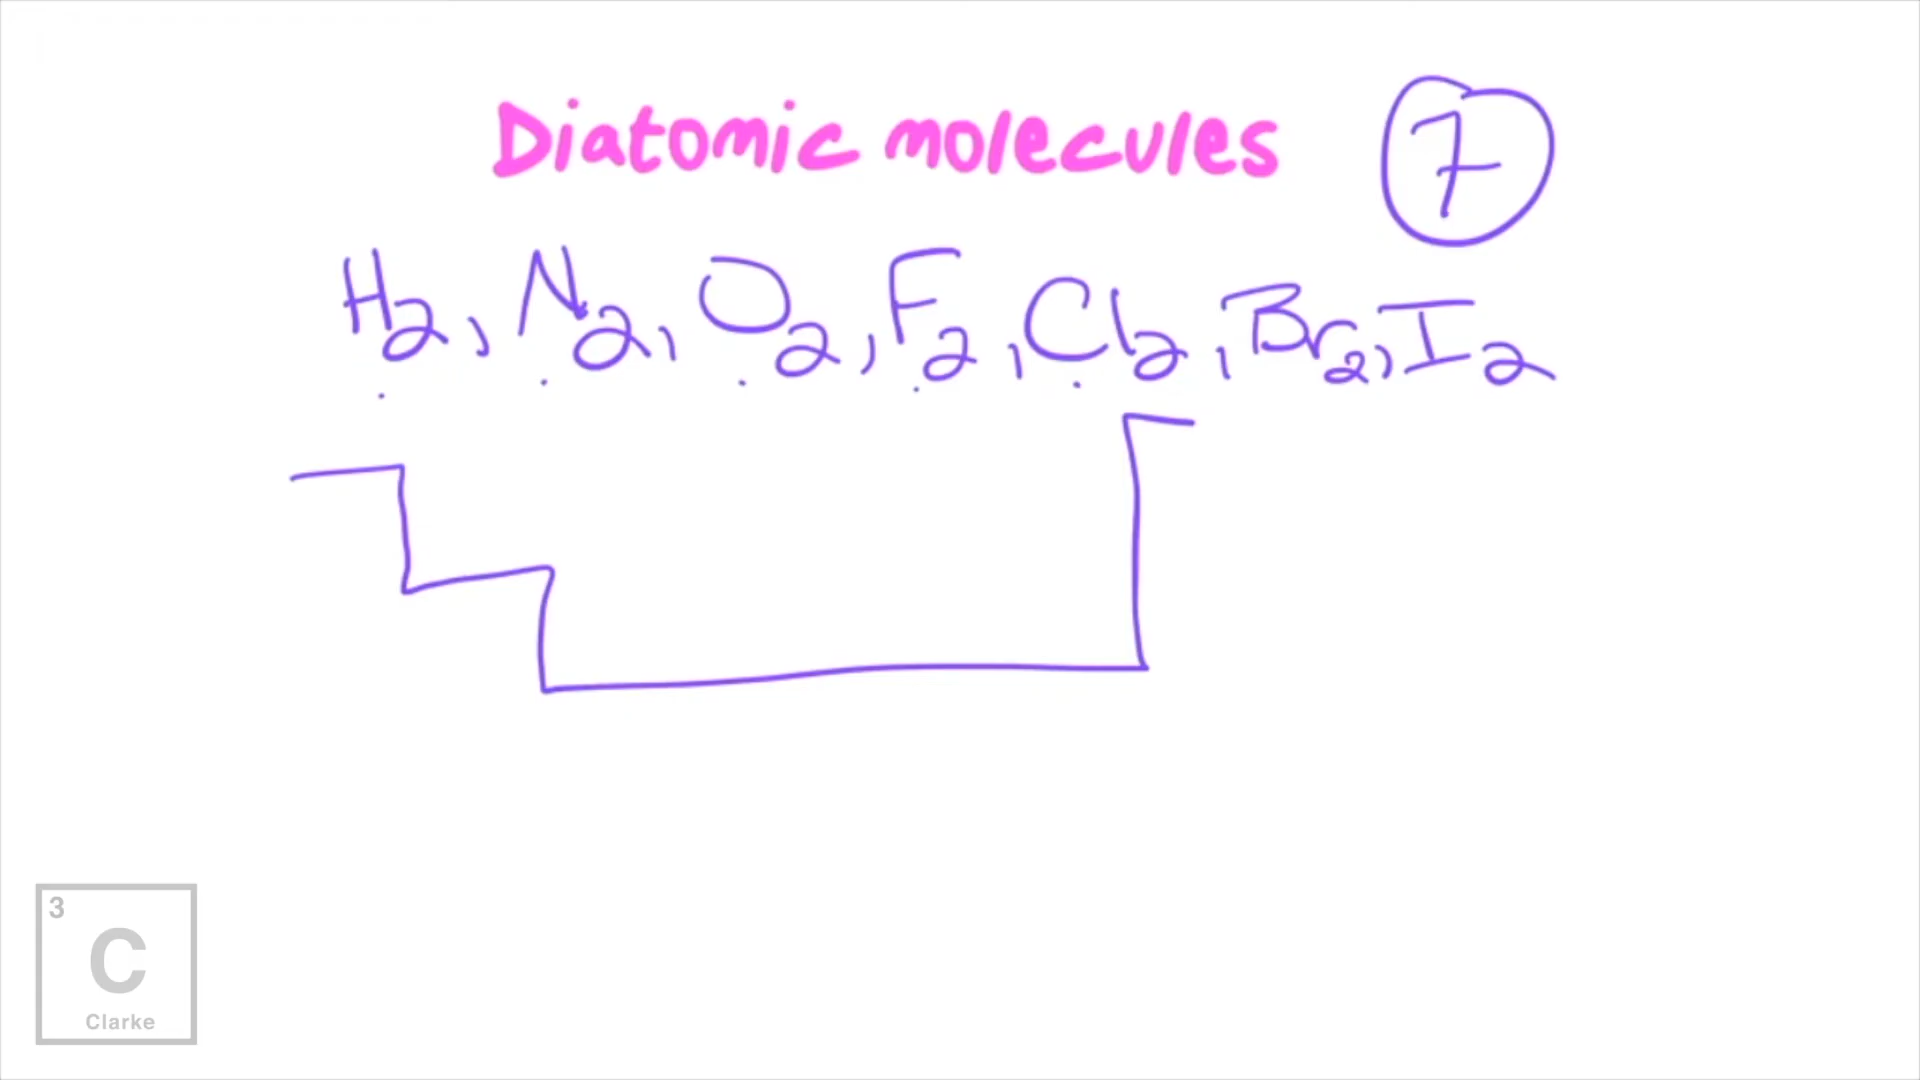 Diatomic molecules 7
H2, N2, O2, F2, Cl2, Br2, I2
3
C
Clarke